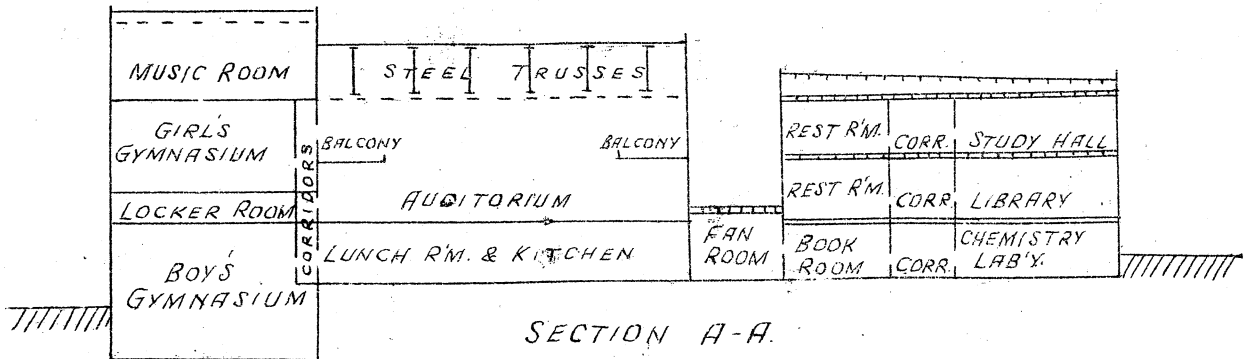 MUSIC ROOM
STEEL TRUSSES
GIRL'S
GYMNASIUM
CORRIDORS
BALCONY
BALCONY
REST R'M.
CORR.
STUDY HALL
LOCKER ROOM
AUDITORIUM
REST R'M.
CORR.
LIBRARY
BOY'S
GYMNASIUM
LUNCH R'M. & KITCHEN
FAN
ROOM
BOOK
ROOM
CORR.
CHEMISTRY
LAB'Y.
SECTION A-A.